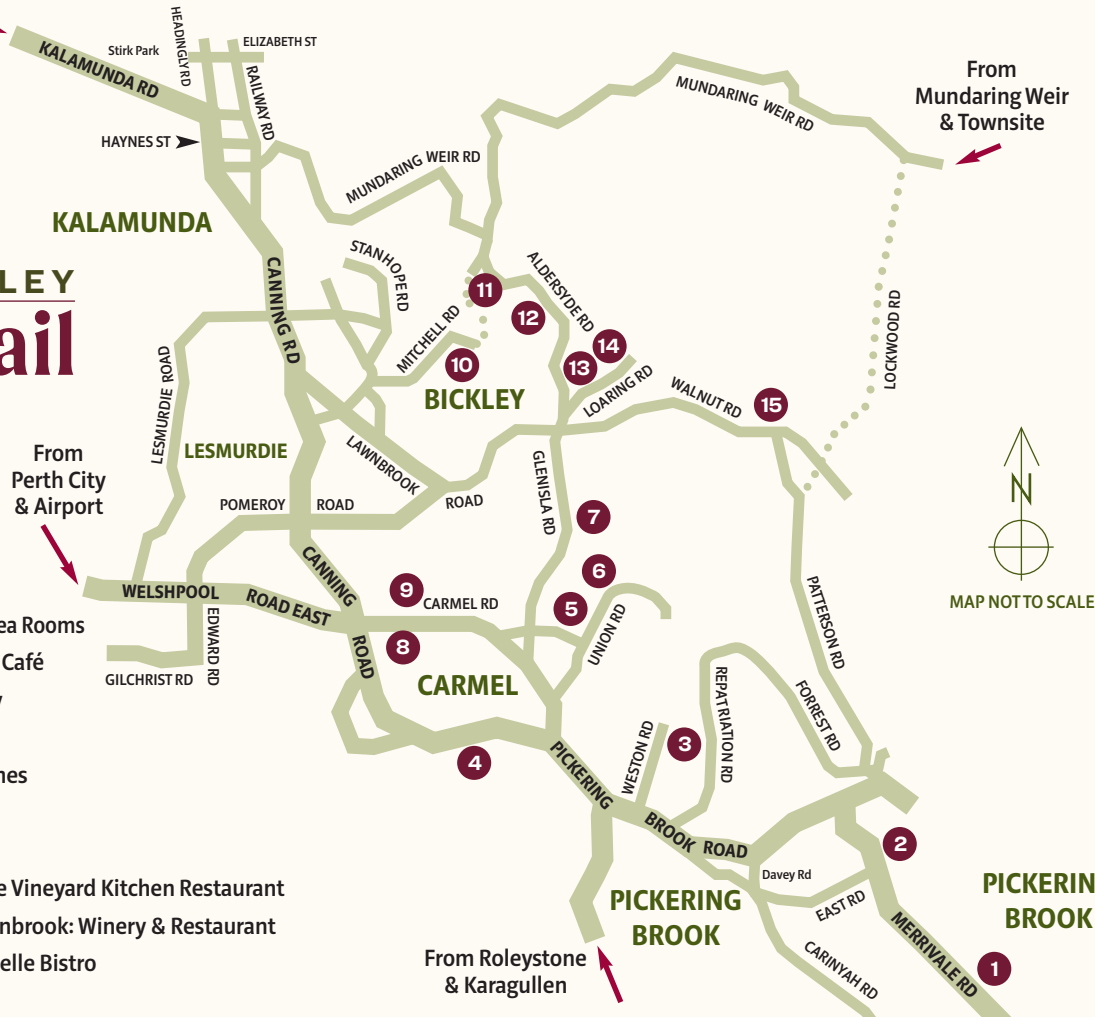 HEADINGLY RD
ELIZABETH ST
Stirk Park
KALAMUNDA RD
RAILWAY RD
HAYNES ST
MUNDARING WEIR RD
From
Mundaring Weir
& Townsite
MUNDARING WEIR RD
KALAMUNDA
STANHOPE RD
LEY
ail
CANNING RD
ALDERSYDE RD
11
12
LOCKWOOD RD
MITCHELL RD
14
13
10
BICKLEY
LOARING RD
WALNUT RD
15
LESMURDIE ROAD
LESMURDIE
LAWNBROOK
ROAD
From
Perth City
& Airport
POMEROY
ROAD
GLENISLA RD
7
N
MAP NOT TO SCALE
CANNING
ROAD
6
9
CARMEL RD
5
UNION RD
WELSHPOOL
ROAD EAST
EDWARD RD
GILCHRIST RD
8
CARMEL
PATTERSON RD
ea Rooms
Café
y
nes
e Vineyard Kitchen Restaurant
nbrook: Winery & Restaurant
elle Bistro
REPATRIATION RD
FORREST RD
WESTON RD
3
4
PICKERING
BROOK ROAD
2
Davey Rd
EAST RD
PICKERING
BROOK
PICKERIN
BROOK
MERRIVALE RD
1
CARINYAH RD
From Roleystone
& Karagullen